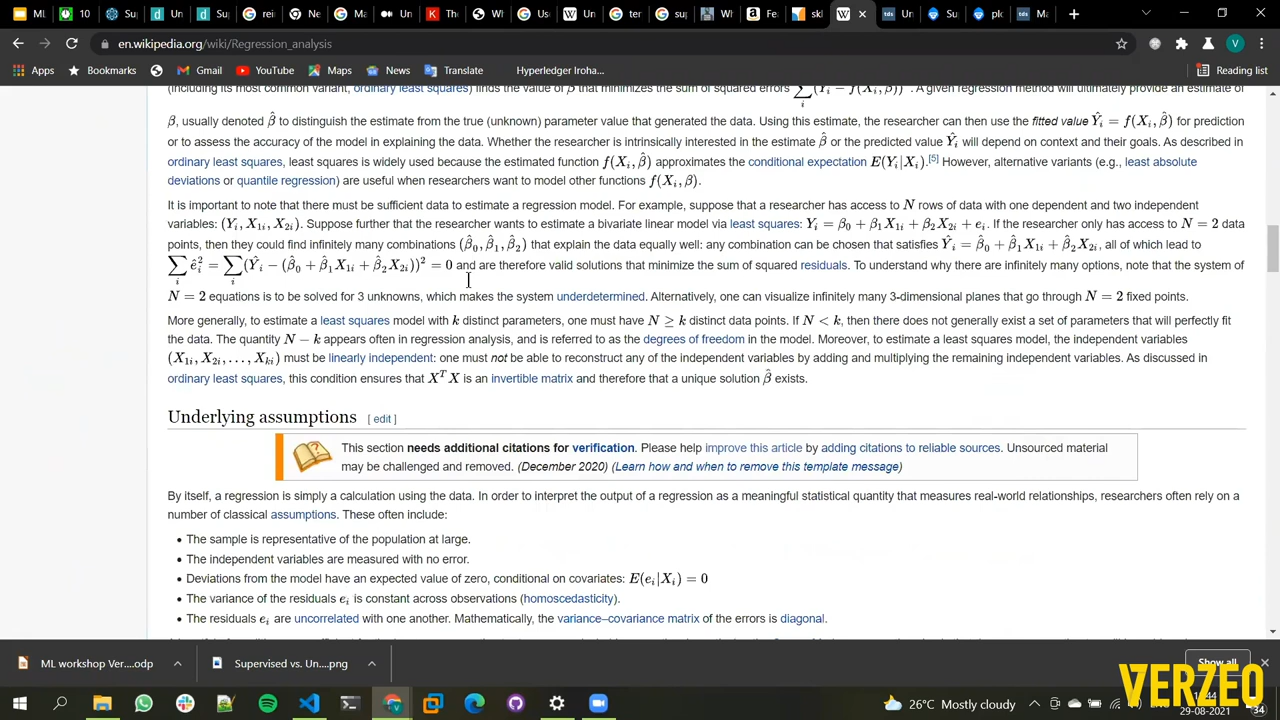 Un
10
Su
Un
Su
rei
Ne
Ma
Un
The
Wh
Un
ter
su
Wh
Fe
skl
Un
Su
plo
Ma
en.wikipedia.org/wiki/Regression_analysis
Apps
Bookmarks
Gmail
YouTube
Maps
News
Translate
Hyperledger Iroha...
Reading list
(including its most common variant, ordinary least squares) finds the value of β that minimizes the sum of squared errors ∑i (Yi − f(Xi, β))². A given regression method will ultimately provide an estimate of
β, usually denoted β̂ to distinguish the estimate from the true (unknown) parameter value that generated the data. Using this estimate, the researcher can then use the fitted value Ŷi = f(Xi, β̂) for prediction
or to assess the accuracy of the model in explaining the data. Whether the researcher is intrinsically interested in the estimate β̂ or the predicted value Ŷi will depend on context and their goals. As described in
ordinary least squares, least squares is widely used because the estimated function f(Xi, β̂) approximates the conditional expectation E(Yi|Xi).[5] However, alternative variants (e.g., least absolute
deviations or quantile regression) are useful when researchers want to model other functions f(Xi, β).
It is important to note that there must be sufficient data to estimate a regression model. For example, suppose that a researcher has access to N rows of data with one dependent and two independent
variables: (Yi, X1i, X2i). Suppose further that the researcher wants to estimate a bivariate linear model via least squares: Yi = β0 + β1X1i + β2X2i + ei. If the researcher only has access to N = 2 data
points, then they could find infinitely many combinations (β̂0, β̂1, β̂2) that explain the data equally well: any combination can be chosen that satisfies Ŷi = β̂0 + β̂1X1i + β̂2X2i, all of which lead to
∑i êi² = ∑i (Ŷi − (β̂0 + β̂1X1i + β̂2X2i))² = 0 and are therefore valid solutions that minimize the sum of squared residuals. To understand why there are infinitely many options, note that the system of
N = 2 equations is to be solved for 3 unknowns, which makes the system underdetermined. Alternatively, one can visualize infinitely many 3-dimensional planes that go through N = 2 fixed points.
More generally, to estimate a least squares model with k distinct parameters, one must have N ≥ k distinct data points. If N < k, then there does not generally exist a set of parameters that will perfectly fit
the data. The quantity N − k appears often in regression analysis, and is referred to as the degrees of freedom in the model. Moreover, to estimate a least squares model, the independent variables
(X1i, X2i, ..., Xki) must be linearly independent: one must not be able to reconstruct any of the independent variables by adding and multiplying the remaining independent variables. As discussed in
ordinary least squares, this condition ensures that XᵀX is an invertible matrix and therefore that a unique solution β̂ exists.
Underlying assumptions [ edit ]
This section needs additional citations for verification. Please help improve this article by adding citations to reliable sources. Unsourced material
may be challenged and removed. (December 2020) (Learn how and when to remove this template message)
By itself, a regression is simply a calculation using the data. In order to interpret the output of a regression as a meaningful statistical quantity that measures real-world relationships, researchers often rely on a
number of classical assumptions. These often include:
• The sample is representative of the population at large.
• The independent variables are measured with no error.
• Deviations from the model have an expected value of zero, conditional on covariates: E(ei|Xi) = 0
• The variance of the residuals ei is constant across observations (homoscedasticity).
• The residuals ei are uncorrelated with one another. Mathematically, the variance–covariance matrix of the errors is diagonal.
ML workshop Ver....odp
Supervised vs. Un....png
Show all
VERZEO
26°C Mostly cloudy
29-08-2021
34